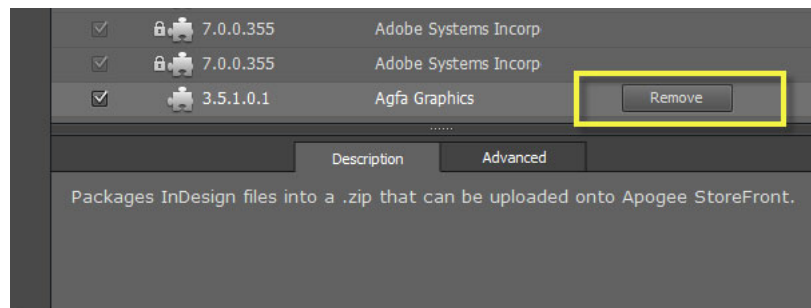 7.0.0.355 Adobe Systems Incorp
7.0.0.355 Adobe Systems Incorp
3.5.1.0.1 Agfa Graphics Remove
Description Advanced
Packages InDesign files into a .zip that can be uploaded onto Apogee StoreFront.